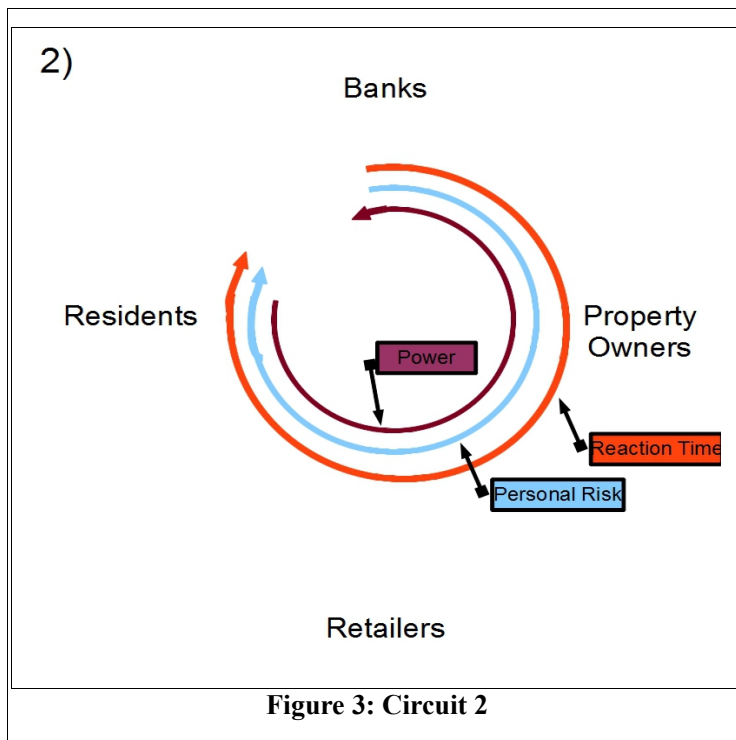 2)
Banks
Residents
Property
Owners
Power
Reaction Time
Personal Risk
Retailers
Figure 3: Circuit 2